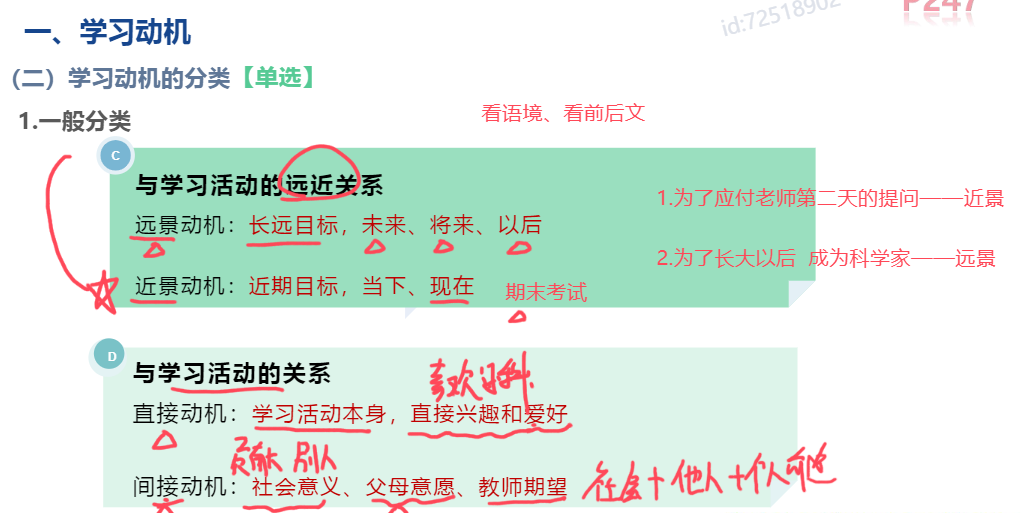 P247
id:72518902
一、学习动机
(二) 学习动机的分类【单选】
1.一般分类
看语境、看前后文
C
与学习活动的远近关系
远景动机：长远目标，未来、将来、以后
近景动机：近期目标，当下、现在
期末考试
1.为了应付老师第二天的提问——近景
2.为了长大以后 成为科学家——远景
D
与学习活动的关系
喜欢
直接动机：学习活动本身，直接兴趣和爱好
贡献 别人
间接动机：社会意义、父母意愿、教师期望
社会+他人+个人